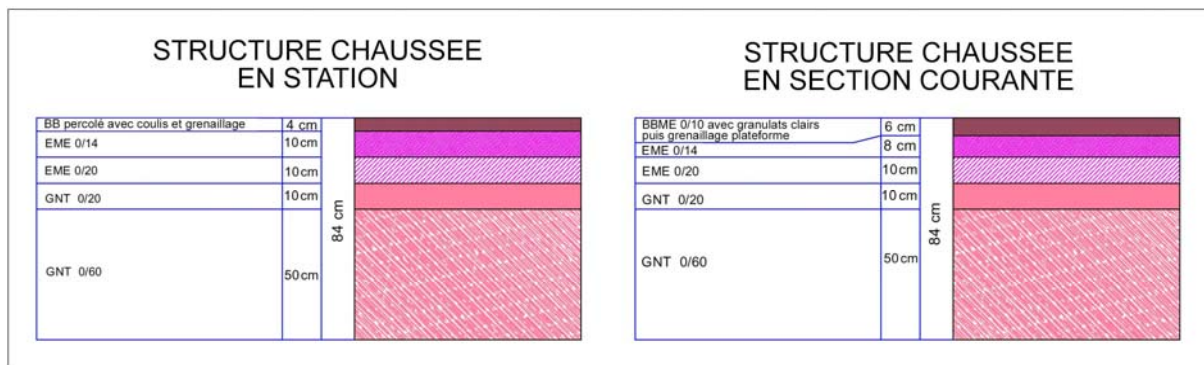 STRUCTURE CHAUSSEE
EN STATION
BB percolé avec coulis et grenaillage 4 cm
EME 0/14 10cm
EME 0/20 10cm
GNT 0/20 10cm
GNT 0/60 50cm
84 cm
STRUCTURE CHAUSSEE
EN SECTION COURANTE
BBME 0/10 avec granulats clairs
puis grenaillage plateforme 6 cm
EME 0/14 8 cm
EME 0/20 10cm
GNT 0/20 10cm
GNT 0/60 50cm
84 cm